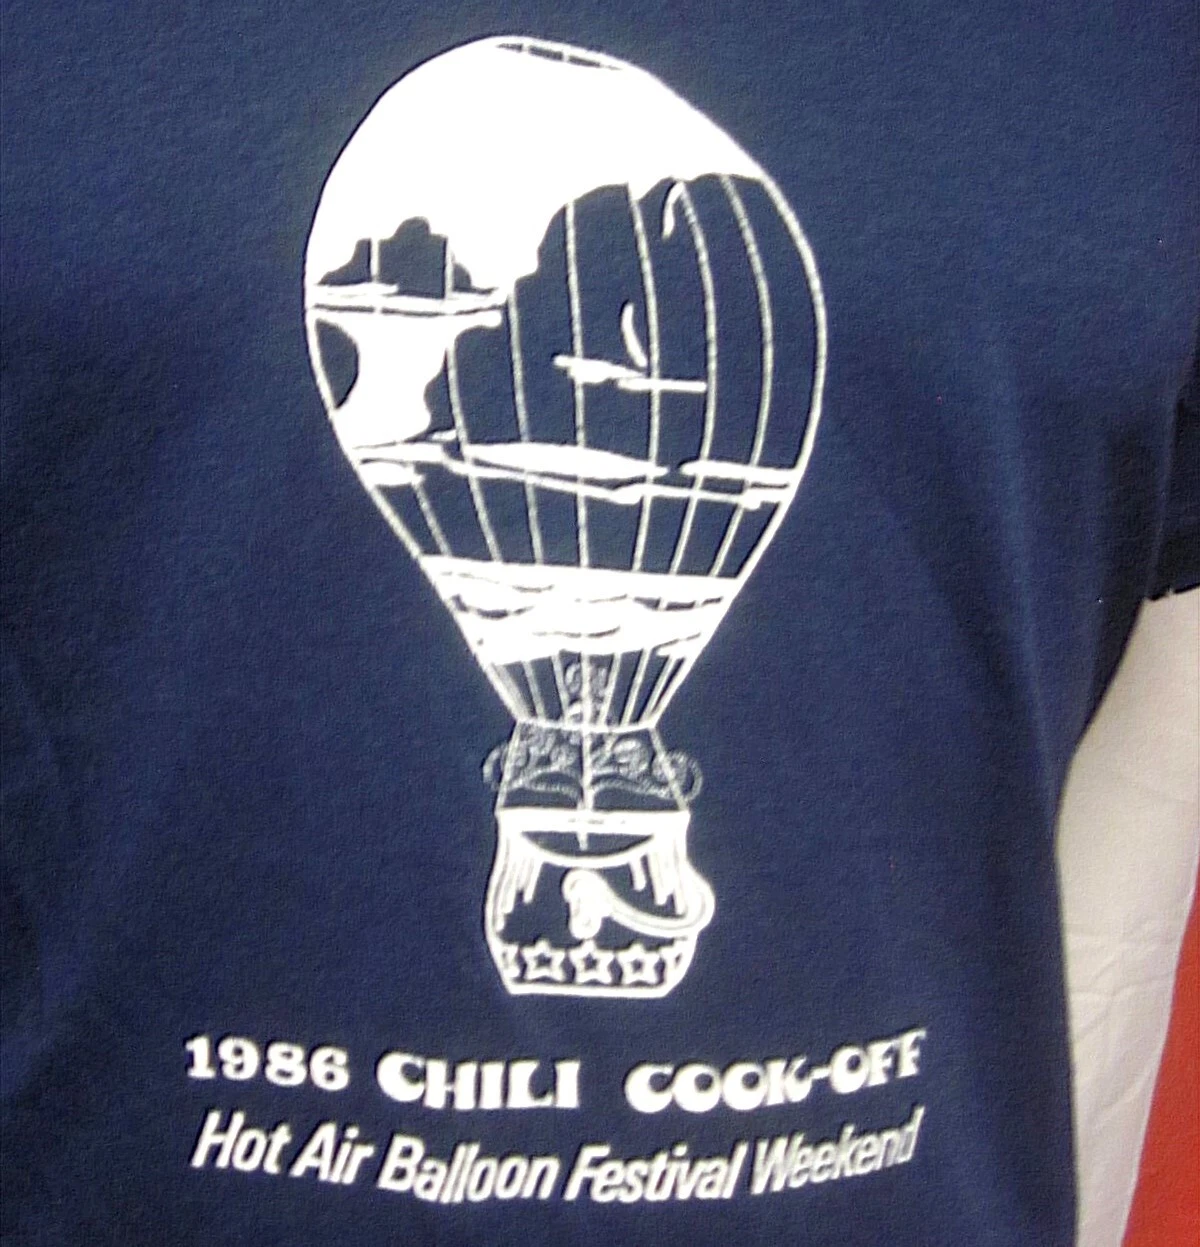 1986 CHILI COOK-OFF
Hot Air Balloon Festival Weekend